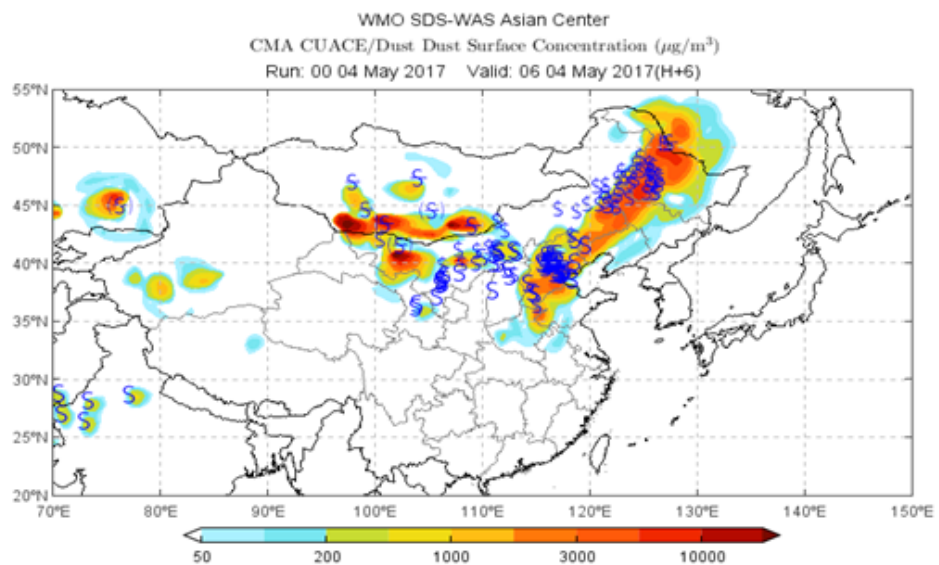 WMO SDS-WAS Asian Center
CMA CUACE/Dust Dust Surface Concentration (μg/m³)
Run: 00 04 May 2017 Valid: 06 04 May 2017(H+6)
55°N
50°N
45°N
40°N
35°N
30°N
25°N
20°N
70°E 80°E 90°E 100°E 110°E 120°E 130°E 140°E 150°E
50 200 1000 3000 10000